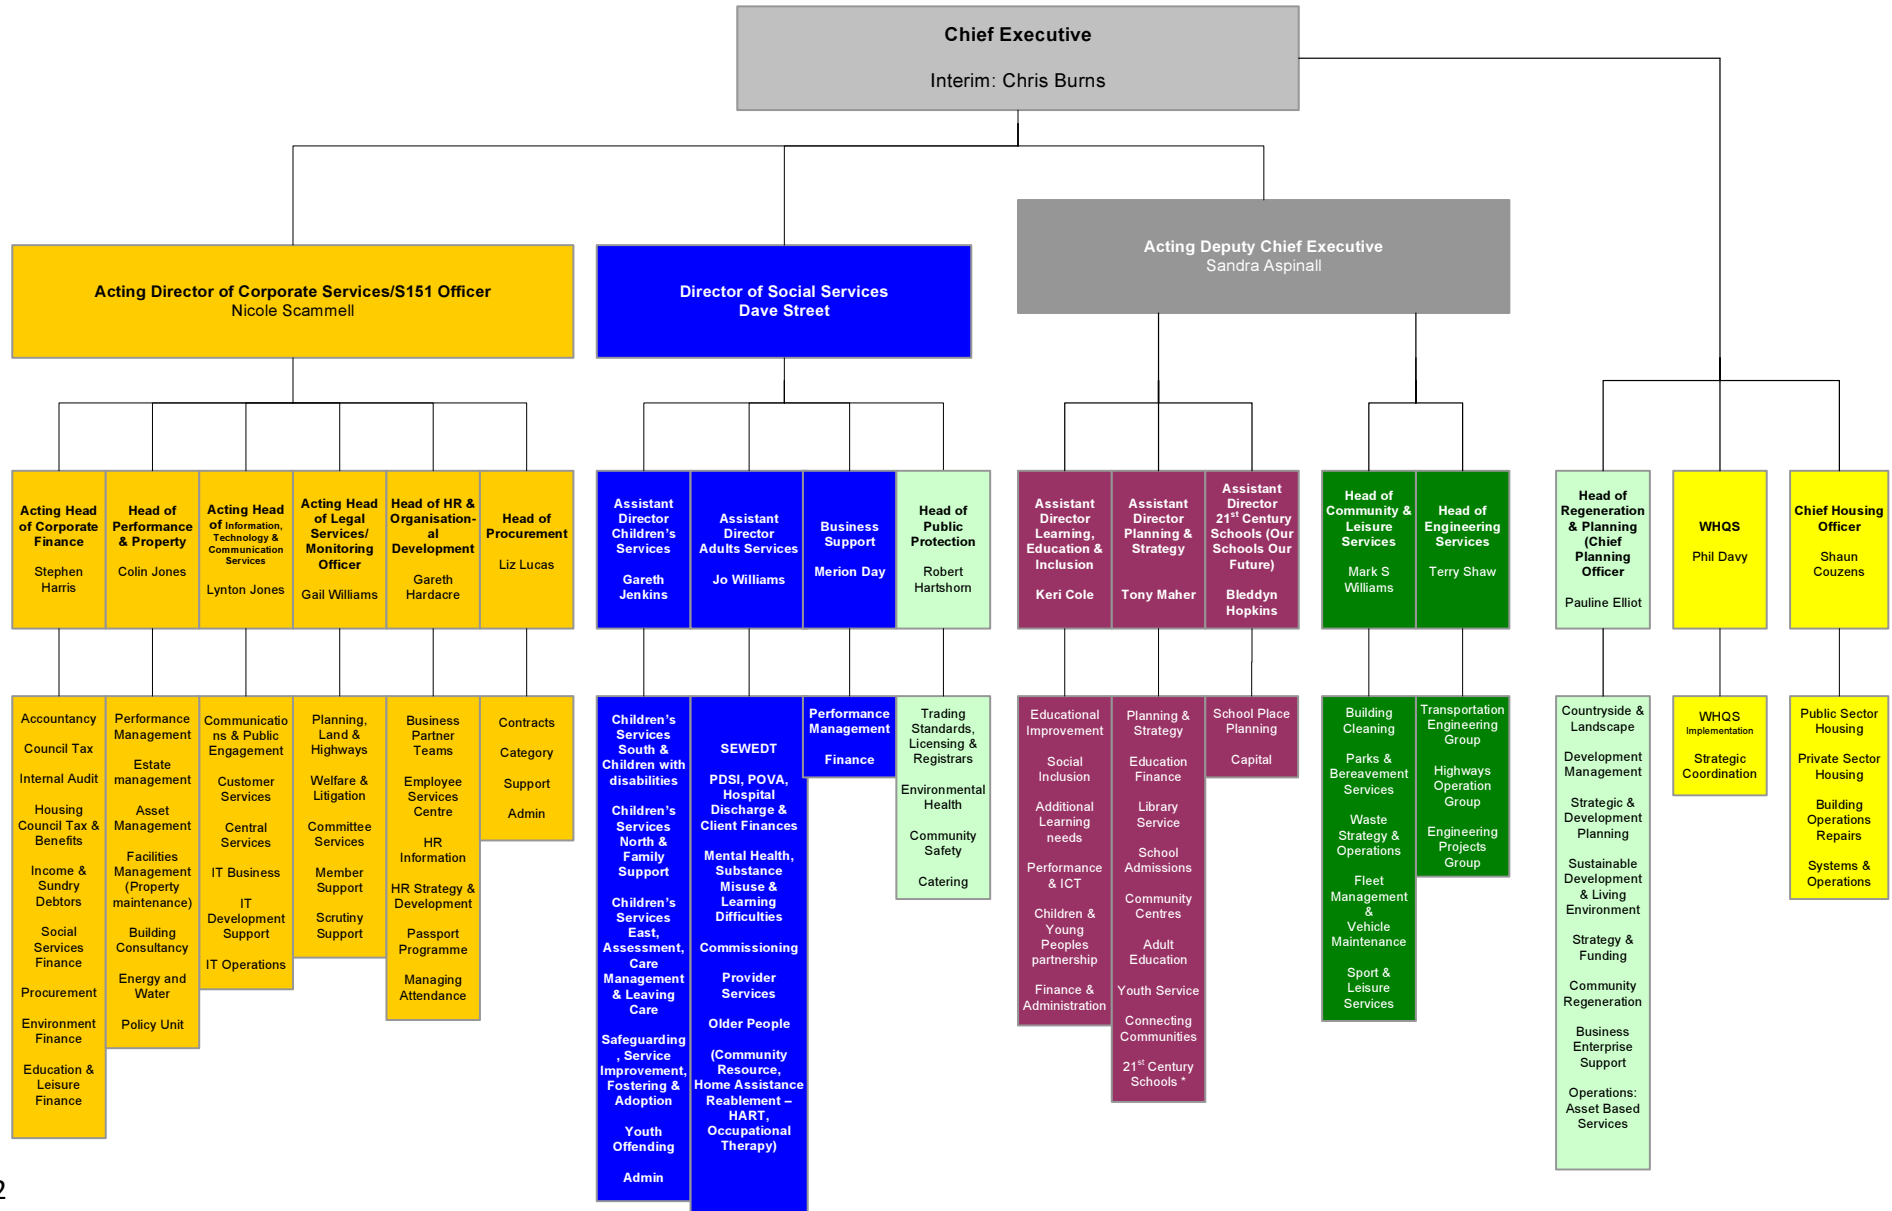 Chief Executive
Interim: Chris Burns
Acting Deputy Chief Executive
Sandra Aspinall
Acting Director of Corporate Services/S151 Officer
Nicole Scammell
Director of Social Services
Dave Street
Acting Head
of Corporate
Finance
Stephen
Harris
Head of
Performance
& Property
Colin Jones
Acting Head
of Information,
Technology &
Communication
Services
Lynton Jones
Acting Head
of Legal
Services/
Monitoring
Officer
Gail Williams
Head of HR &
Organisation-
al
Development
Gareth
Hardacre
Head of
Procurement
Liz Lucas
Assistant
Director
Children's
Services
Gareth
Jenkins
Assistant
Director
Adults Services
Jo Williams
Business
Support
Merion Day
Head of
Public
Protection
Robert
Hartshorn
Assistant
Director
Learning,
Education &
Inclusion
Keri Cole
Assistant
Director
Planning &
Strategy
Tony Maher
Assistant
Director
21st Century
Schools (Our
Schools Our
Future)
Bleddyn
Hopkins
Head of
Community &
Leisure
Services
Mark S
Williams
Head of
Engineering
Services
Terry Shaw
Head of
Regeneration
& Planning
(Chief
Planning
Officer
Pauline Elliot
WHQS
Phil Davy
Chief Housing
Officer
Shaun
Couzens
Accountancy
Council Tax
Internal Audit
Housing
Council Tax &
Benefits
Income &
Sundry
Debtors
Social
Services
Finance
Procurement
Environment
Finance
Education &
Leisure
Finance
Performance
Management
Estate
management
Asset
Management
Facilities
Management
(Property
maintenance)
Building
Consultancy
Energy and
Water
Policy Unit
Communicatio
ns & Public
Engagement
Customer
Services
Central
Services
IT Business
IT
Development
Support
IT Operations
Planning,
Land &
Highways
Welfare &
Litigation
Committee
Services
Member
Support
Scrutiny
Support
Business
Partner
Teams
Employee
Services
Centre
HR
Information
HR Strategy &
Development
Passport
Programme
Managing
Attendance
Contracts
Category
Support
Admin
Children's
Services
South &
Children with
disabilities
Children's
Services
North &
Family
Support
Children's
Services
East,
Assessment,
Care
Management
& Leaving
Care
Safeguarding
, Service
Improvement,
Fostering &
Adoption
Youth
Offending
Admin
SEWEDT
PDSI, POVA,
Hospital
Discharge &
Client Finances
Mental Health,
Substance
Misuse &
Learning
Difficulties
Commissioning
Provider
Services
Older People
(Community
Resource,
Home Assistance
Reablement –
HART,
Occupational
Therapy)
Performance
Management
Finance
Trading
Standards,
Licensing &
Registrars
Environmental
Health
Community
Safety
Catering
Educational
Improvement
Social
Inclusion
Additional
Learning
needs
Performance
& ICT
Children &
Young
Peoples
partnership
Finance &
Administration
Planning &
Strategy
Education
Finance
Library
Service
School
Admissions
Community
Centres
Adult
Education
Youth Service
Connecting
Communities
21st Century
Schools *
School Place
Planning
Capital
Building
Cleaning
Parks &
Bereavement
Services
Waste
Strategy &
Operations
Fleet
Management
&
Vehicle
Maintenance
Sport &
Leisure
Services
Transportation
Engineering
Group
Highways
Operation
Group
Engineering
Projects
Group
Countryside &
Landscape
Development
Management
Strategic &
Development
Planning
Sustainable
Development
& Living
Environment
Strategy &
Funding
Community
Regeneration
Business
Enterprise
Support
Operations:
Asset Based
Services
WHQS
Implementation
Strategic
Coordination
Public Sector
Housing
Private Sector
Housing
Building
Operations
Repairs
Systems &
Operations
2